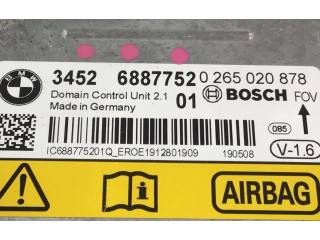 BMW
3452 6887752 0 265 020 878
Domain Control Unit 2.1 01 BOSCH FOV
Made in Germany
085
IC688775201Q_EROE1912801909 190508 V-1.6
AIRBAG